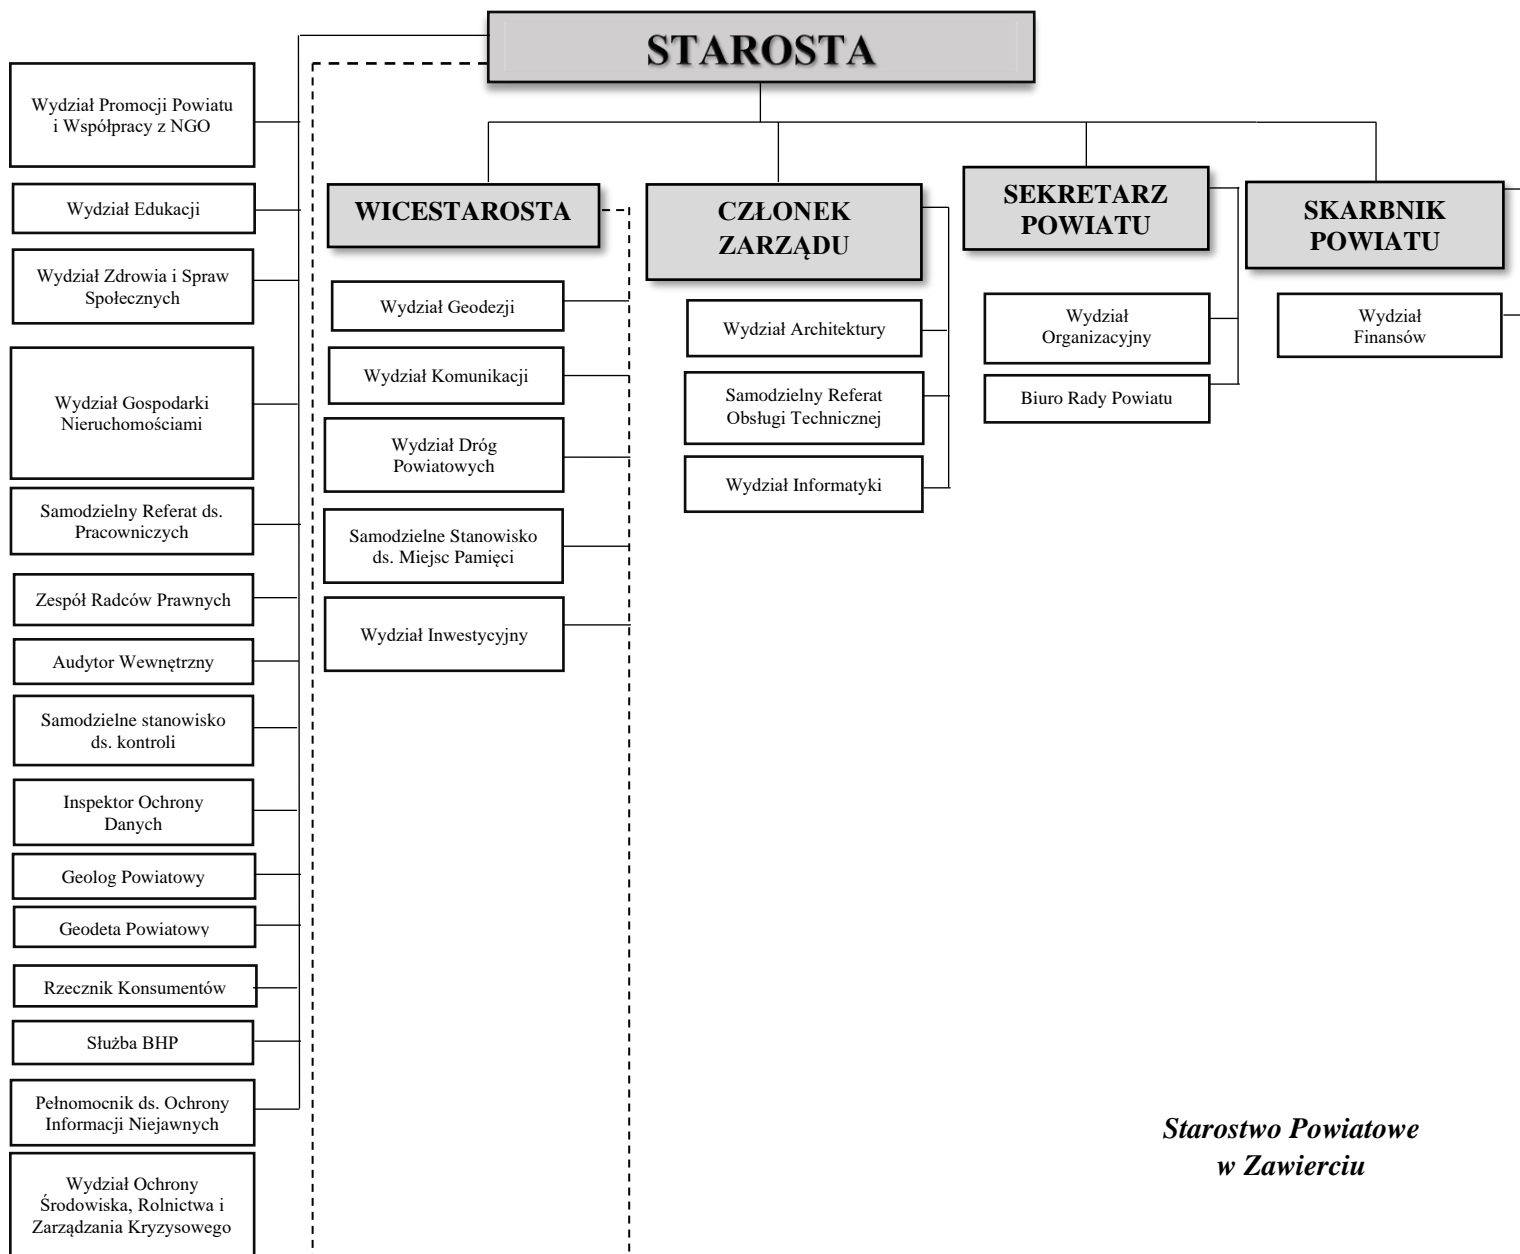 STAROSTA
Wydział Promocji Powiatu
i Współpracy z NGO
Wydział Edukacji
Wydział Zdrowia i Spraw
Społecznych
Wydział Gospodarki
Nieruchomościami
Samodzielny Referat ds.
Pracowniczych
Zespół Radców Prawnych
Audytor Wewnętrzny
Samodzielne stanowisko
ds. kontroli
Inspektor Ochrony
Danych
Geolog Powiatowy
Geodeta Powiatowy
Rzecznik Konsumentów
Służba BHP
Pełnomocnik ds. Ochrony
Informacji Niejawnych
Wydział Ochrony
Środowiska, Rolnictwa i
Zarządzania Kryzysowego
WICESTAROSTA
Wydział Geodezji
Wydział Komunikacji
Wydział Dróg
Powiatowych
Samodzielne Stanowisko
ds. Miejsc Pamięci
Wydział Inwestycyjny
CZŁONEK
ZARZĄDU
Wydział Architektury
Samodzielny Referat
Obsługi Technicznej
Wydział Informatyki
SEKRETARZ
POWIATU
Wydział
Organizacyjny
Biuro Rady Powiatu
SKARBNIK
POWIATU
Wydział
Finansów
Starostwo Powiatowe
w Zawierciu